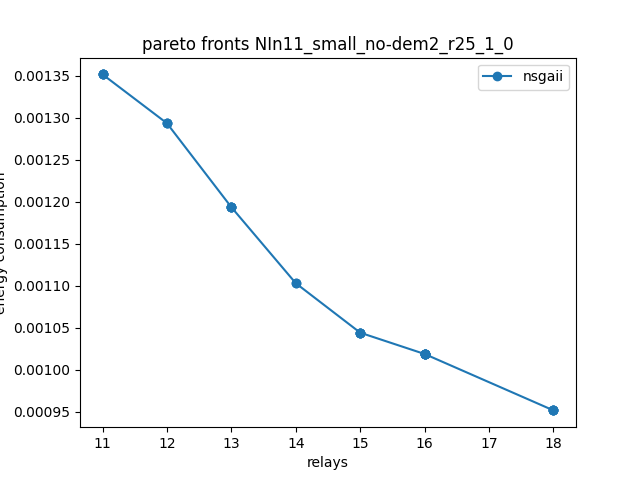 pareto fronts NIn11_small_no-dem2_r25_1_0
nsgaii
0.00135
0.00130
0.00125
0.00120
0.00115
0.00110
0.00105
0.00100
0.00095
energy consumption
11 12 13 14 15 16 17 18
relays